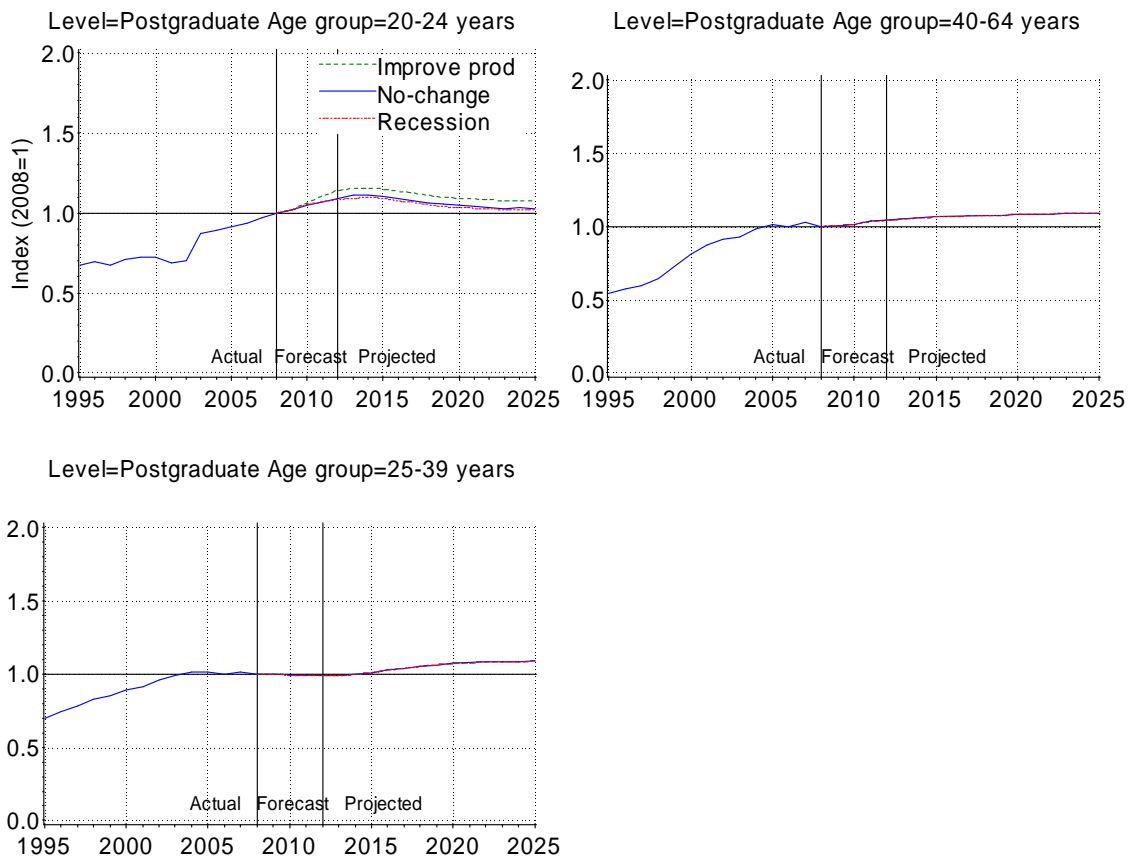 Level=Postgraduate Age group=20-24 years
2.0
1.5
1.0
0.5
0.0
Index (2008=1)
Improve prod
No-change
Recession
Actual Forecast Projected
1995 2000 2005 2010 2015 2020 2025
Level=Postgraduate Age group=40-64 years
2.0
1.5
1.0
0.5
0.0
Actual Forecast Projected
1995 2000 2005 2010 2015 2020 2025
Level=Postgraduate Age group=25-39 years
2.0
1.5
1.0
0.5
0.0
Actual Forecast Projected
1995 2000 2005 2010 2015 2020 2025